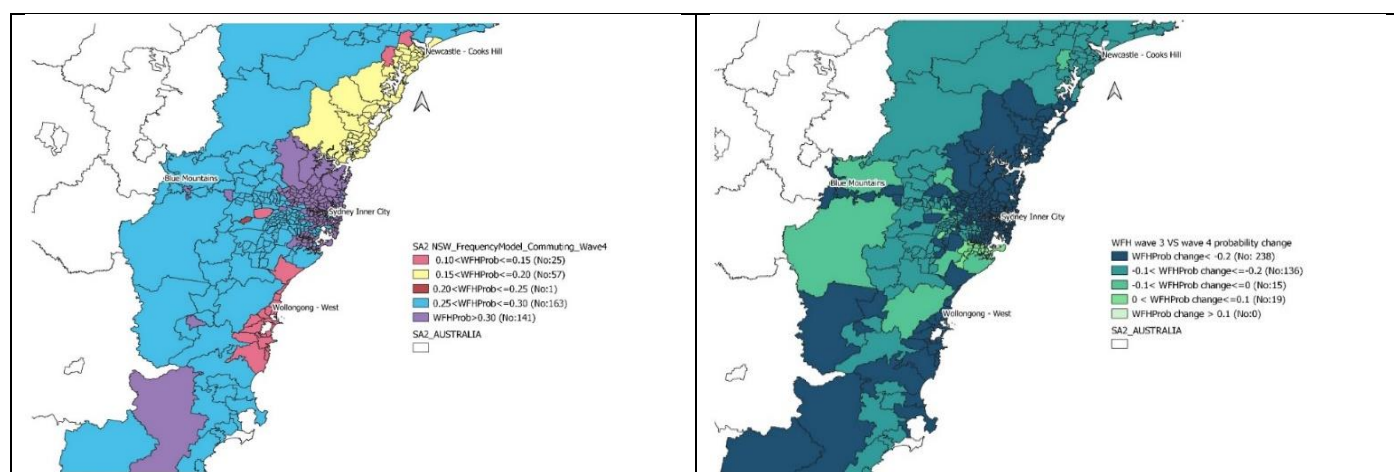 Newcastle - Cooks Hill
Blue Mountains
Sydney Inner City
SA2 NSW_FrequencyModel_Commuting_Wave4
0.10<WFHProb<=0.15 (No:25)
0.15<WFHProb<=0.20 (No:57)
0.20<WFHProb<=0.25 (No:1)
0.25<WFHProb<=0.30 (No:163)
WFHProb>0.30 (No:141)
SA2_AUSTRALIA
Wollongong - West
Newcastle - Cooks Hill
Blue Mountains
Sydney Inner City
WFH wave 3 VS wave 4 probability change
WFHProb change< -0.2 (No: 238)
-0.1< WFHProb change<=-0.2 (No:136)
-0.1< WFHProb change<=0 (No:15)
0 < WFHProb change<=0.1 (No:19)
WFHProb change > 0.1 (No:0)
SA2_AUSTRALIA
Wollongong - West